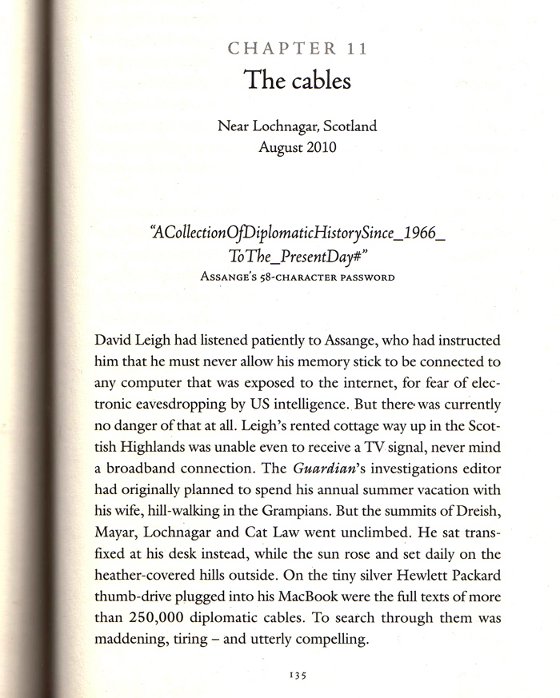 CHAPTER 11
The cables
Near Lochnagar, Scotland
August 2010
“ACollectionOfDiplomaticHistorySince_1966_
ToThe_PresentDay#”
ASSANGE’S 58-CHARACTER PASSWORD
David Leigh had listened patiently to Assange, who had instructed
him that he must never allow his memory stick to be connected to
any computer that was exposed to the internet, for fear of elec-
tronic eavesdropping by US intelligence. But there was currently
no danger of that at all. Leigh’s rented cottage way up in the Scot-
tish Highlands was unable even to receive a TV signal, never mind
a broadband connection. The Guardian’s investigations editor
had originally planned to spend his annual summer vacation with
his wife, hill-walking in the Grampians. But the summits of Dreish,
Mayar, Lochnagar and Cat Law went unclimbed. He sat trans-
fixed at his desk instead, while the sun rose and set daily on the
heather-covered hills outside. On the tiny silver Hewlett Packard
thumb-drive plugged into his MacBook were the full texts of more
than 250,000 diplomatic cables. To search through them was
maddening, tiring – and utterly compelling.
135